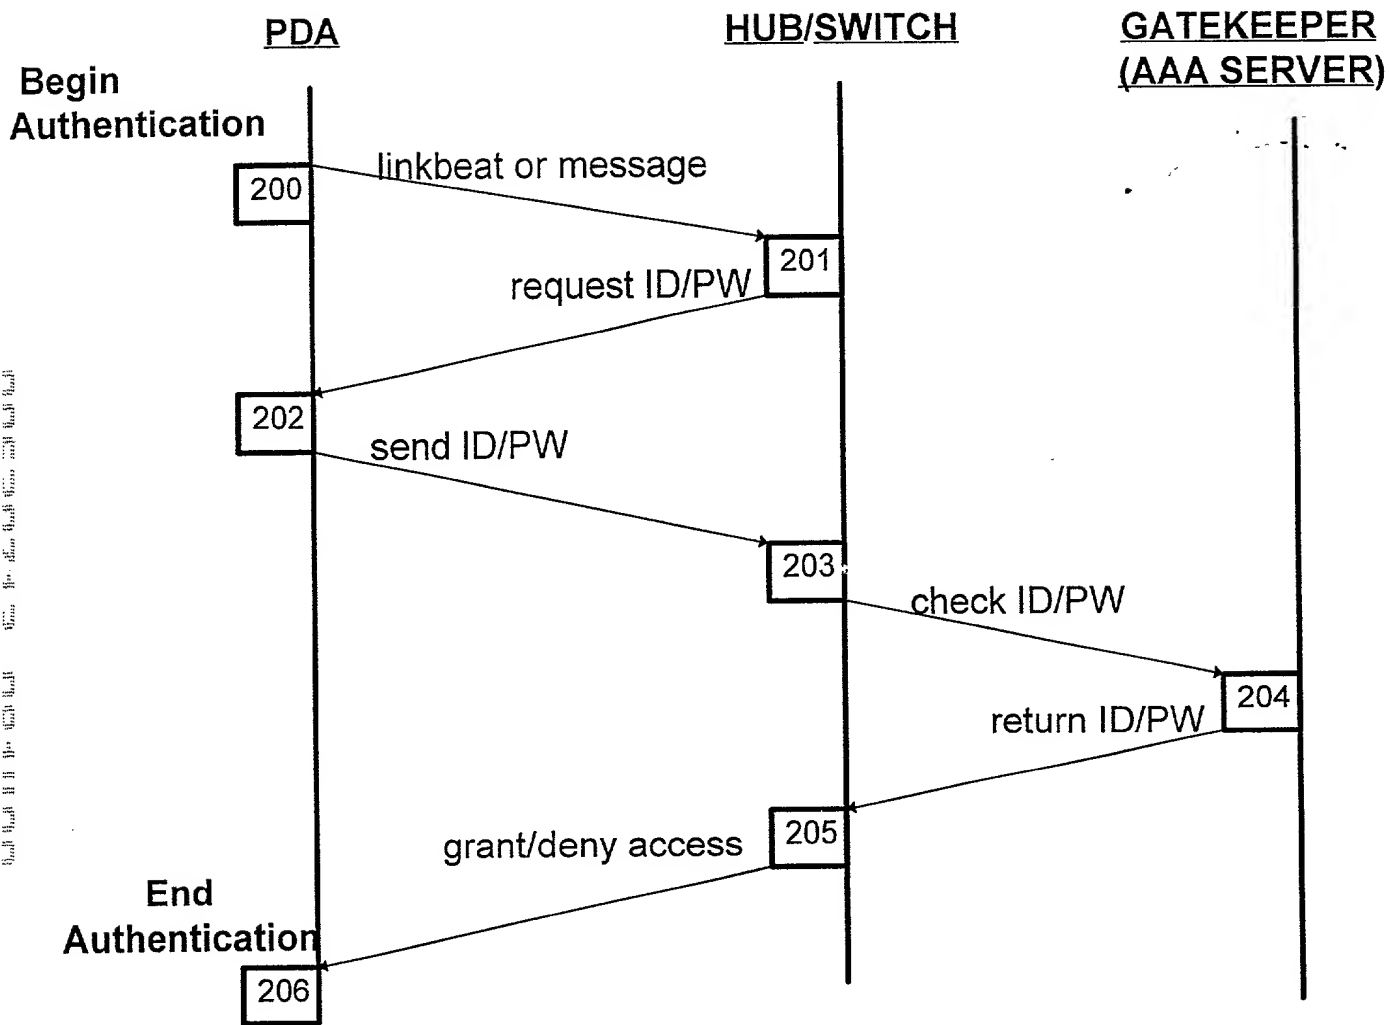 PDA
HUB/SWITCH
GATEKEEPER
(AAA SERVER)
Begin
Authentication
linkbeat or message
200
201
request ID/PW
202
send ID/PW
203
check ID/PW
204
return ID/PW
205
grant/deny access
End
Authentication
206